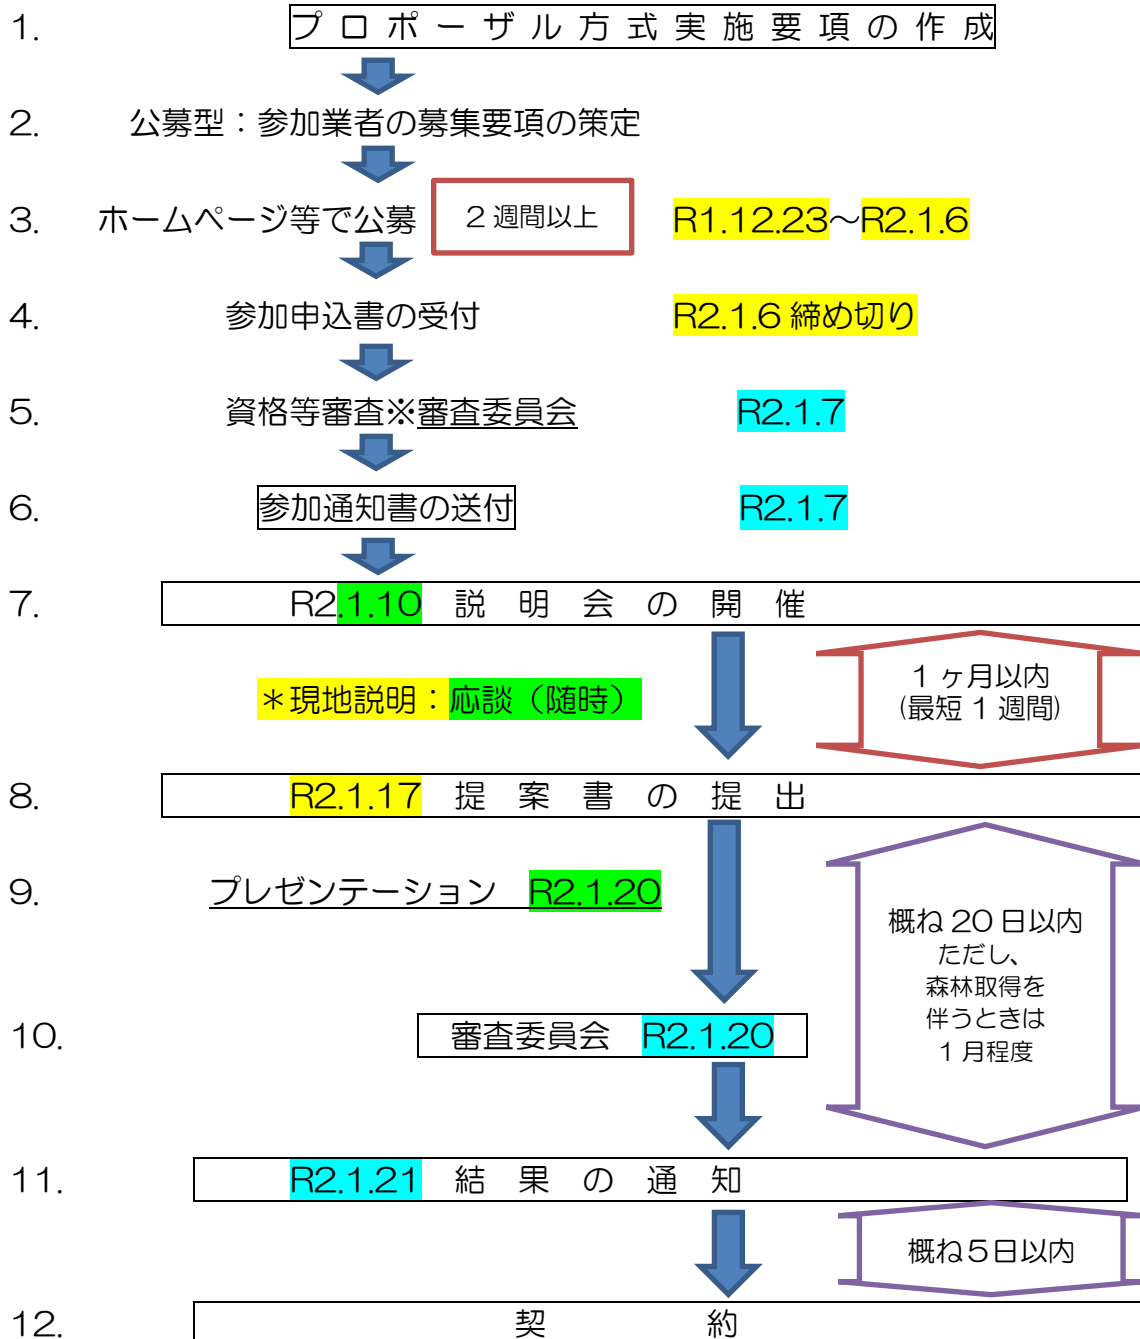 1. プロポーザル方式実施要項の作成
2. 公募型：参加業者の募集要項の策定
3. ホームページ等で公募 2週間以上 R1.12.23～R2.1.6
4. 参加申込書の受付 R2.1.6 締め切り
5. 資格等審査※審査委員会 R2.1.7
6. 参加通知書の送付 R2.1.7
7. R2.1.10 説明会の開催
1ヶ月以内
(最短1週間)
＊現地説明：応談（随時）
8. R2.1.17 提案書の提出
9. プレゼンテーション R2.1.20
概ね20日以内
ただし、
森林取得を
伴うときは
1月程度
10. 審査委員会 R2.1.20
11. R2.1.21 結果の通知
概ね5日以内
12. 契約